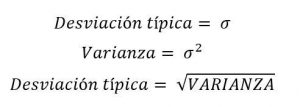 Desviación típica = σ
Varianza = σ²
Desviación típica = √VARIANZA